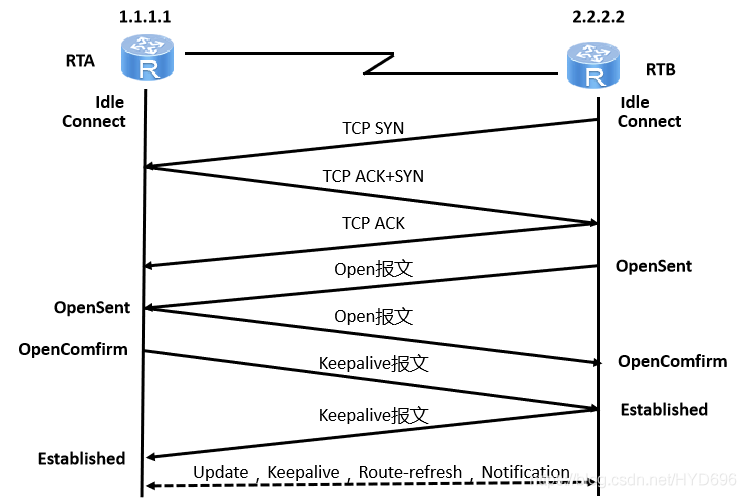 1.1.1.1
2.2.2.2
RTA
RTB
R
R
Idle
Connect
Idle
Connect
TCP SYN
TCP ACK+SYN
TCP ACK
Open报文
OpenSent
OpenSent
Open报文
OpenComfirm
Keepalive报文
OpenComfirm
Keepalive报文
Established
Established
Update , Keepalive , Route-refresh , Notification
csdn.net/HYD696